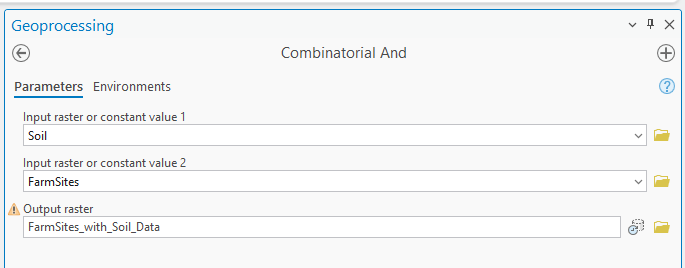 Geoprocessing
Combinatorial And
Parameters Environments
Input raster or constant value 1
Soil
Input raster or constant value 2
FarmSites
Output raster
FarmSites_with_Soil_Data